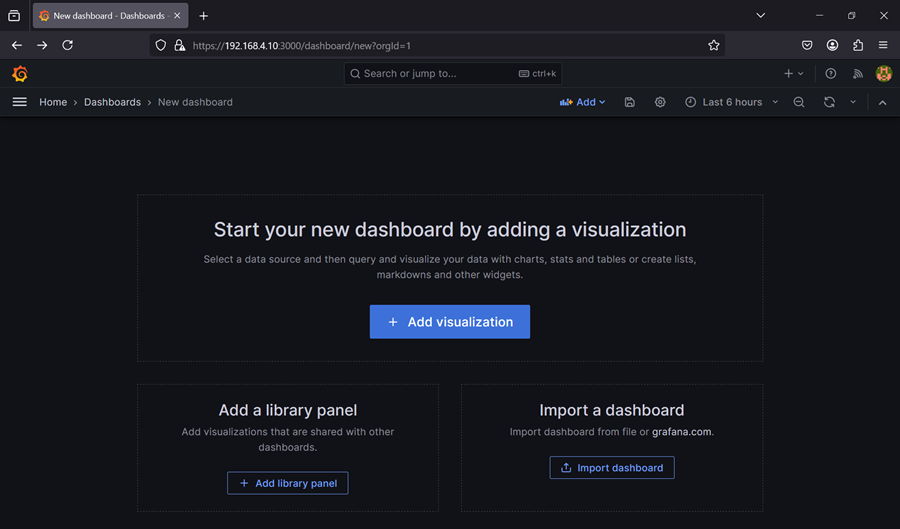 New dashboard - Dashboards -
https://192.168.4.10:3000/dashboard/new?orgId=1
Search or jump to... ctrl+k
Home › Dashboards › New dashboard Add Last 6 hours
Start your new dashboard by adding a visualization
Select a data source and then query and visualize your data with charts, stats and tables or create lists,
markdowns and other widgets.
+ Add visualization
Add a library panel
Add visualizations that are shared with other
dashboards.
+ Add library panel
Import a dashboard
Import dashboard from file or grafana.com.
Import dashboard